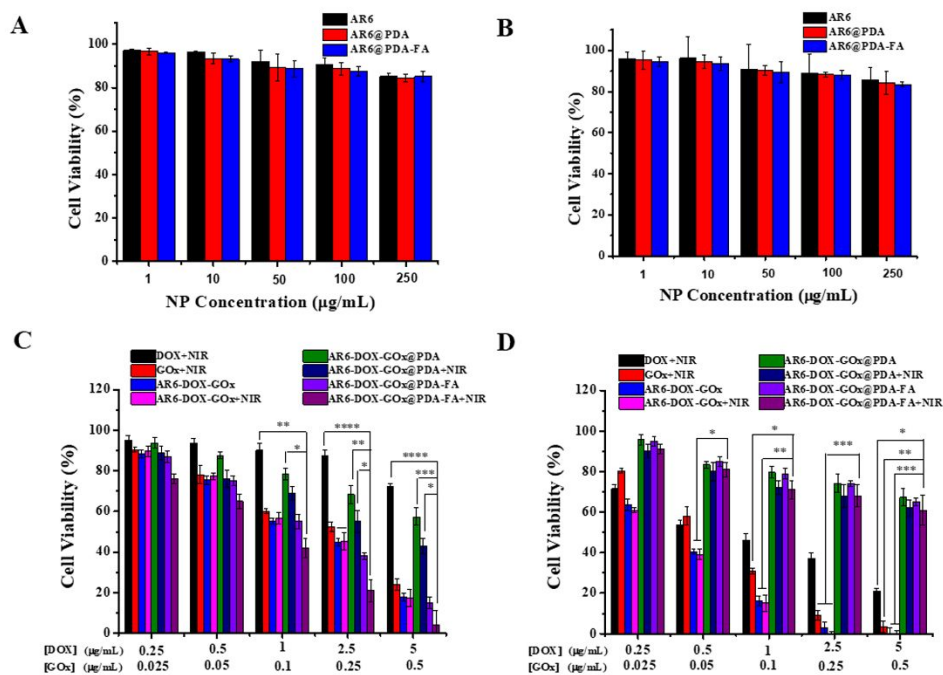 A
AR6
AR6@PDA
AR6@PDA-FA
Cell Viability (%)
100
80
60
40
20
0
1 10 50 100 250
NP Concentration (µg/mL)
B
AR6
AR6@PDA
AR6@PDA-FA
Cell Viability (%)
120
100
80
60
40
20
0
1 10 50 100 250
NP Concentration (µg/mL)
C
DOX+NIR
GOx+NIR
AR6-DOX-GOx
AR6-DOX-GOx+NIR
AR6-DOX-GOx@PDA
AR6-DOX-GOx@PDA+NIR
AR6-DOX-GOx@PDA-FA
AR6-DOX-GOx@PDA-FA+NIR
Cell Viability (%)
120
100
80
60
40
20
0
**
*
****
**
*
****
***
*
[DOX] (µg/mL) 0.25 0.5 1 2.5 5
[GOx] (µg/mL) 0.025 0.05 0.1 0.25 0.5
D
DOX+NIR
GOx+NIR
AR6-DOX-GOx
AR6-DOX-GOx+NIR
AR6-DOX-GOx@PDA
AR6-DOX-GOx@PDA+NIR
AR6-DOX-GOx@PDA-FA
AR6-DOX-GOx@PDA-FA+NIR
Cell Viability (%)
120
100
80
60
40
20
0
*
*
**
***
*
**
***
[DOX] (µg/mL) 0.25 0.5 1 2.5 5
[GOx] (µg/mL) 0.025 0.05 0.1 0.25 0.5